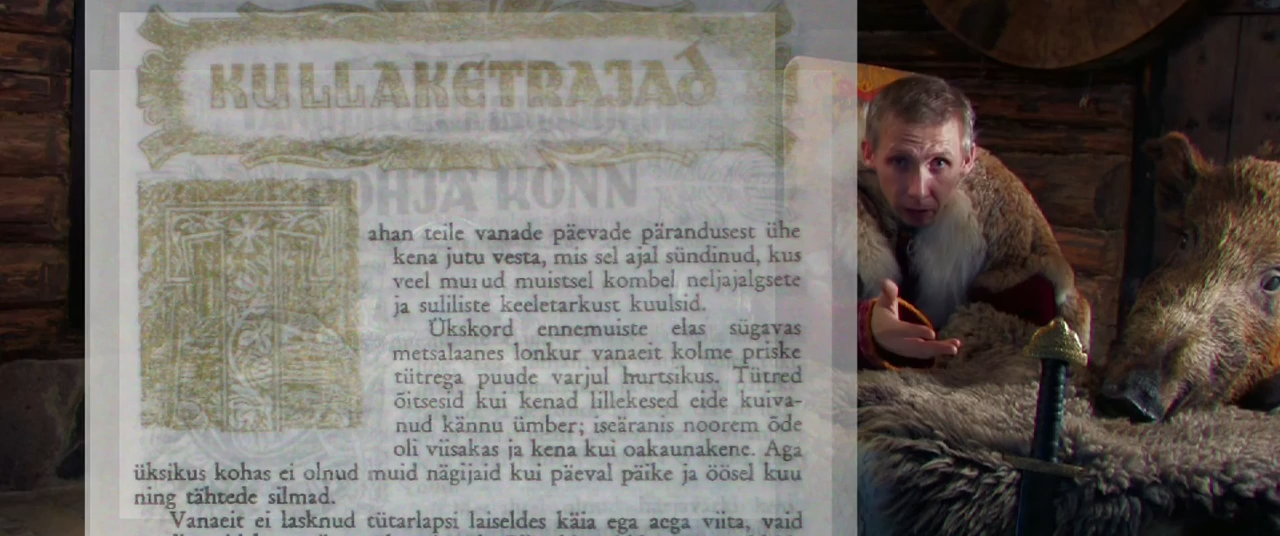 KULLAKETRAJAD
POHJA KONN
ahan teile vanade päevade pärandusest ühe
kena jutu vesta, mis sel ajal sündinud, kus
veel muud muistsel kombel neljajalgsete
ja suliliste keeletarkust kuulsid.
Ükskord ennemuiste elas sügavas
metsalaanes lonkur vanaeit kolme priske
tütrega puude varjul hurtsikus. Tütred
õitsesid kui kenad lillekesed eide kuiva-
nud kännu ümber; iseäranis noorem õde
oli viisakas ja kena kui oakaunakene. Aga
üksikus kohas ei olnud muid nägijaid kui päeval päike ja öösel kuu
ning tähtede silmad.
Vanaeit ei lasknud tütarlapsi laiseldes käia ega aega viita, vaid